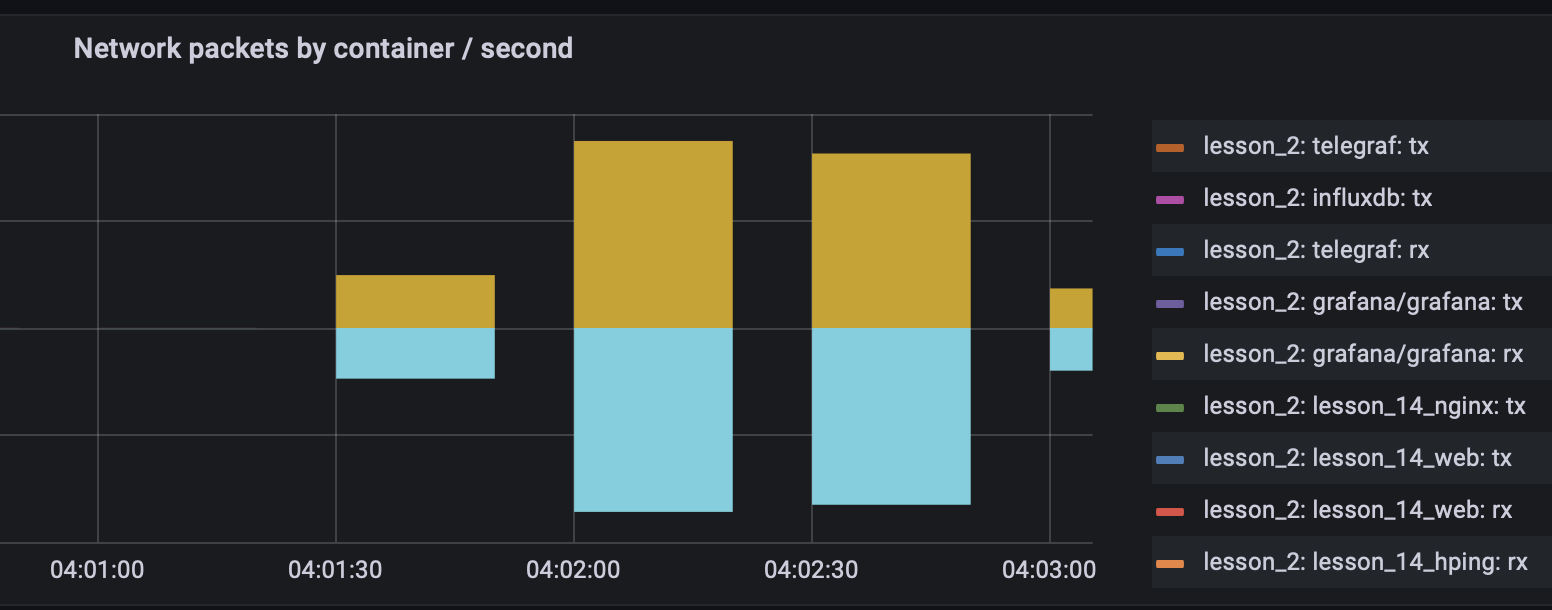 Network packets by container / second
lesson_2: telegraf: tx
lesson_2: influxdb: tx
lesson_2: telegraf: rx
lesson_2: grafana/grafana: tx
lesson_2: grafana/grafana: rx
lesson_2: lesson_14_nginx: tx
lesson_2: lesson_14_web: tx
lesson_2: lesson_14_web: rx
lesson_2: lesson_14_hping: rx
04:01:00 04:01:30 04:02:00 04:02:30 04:03:00